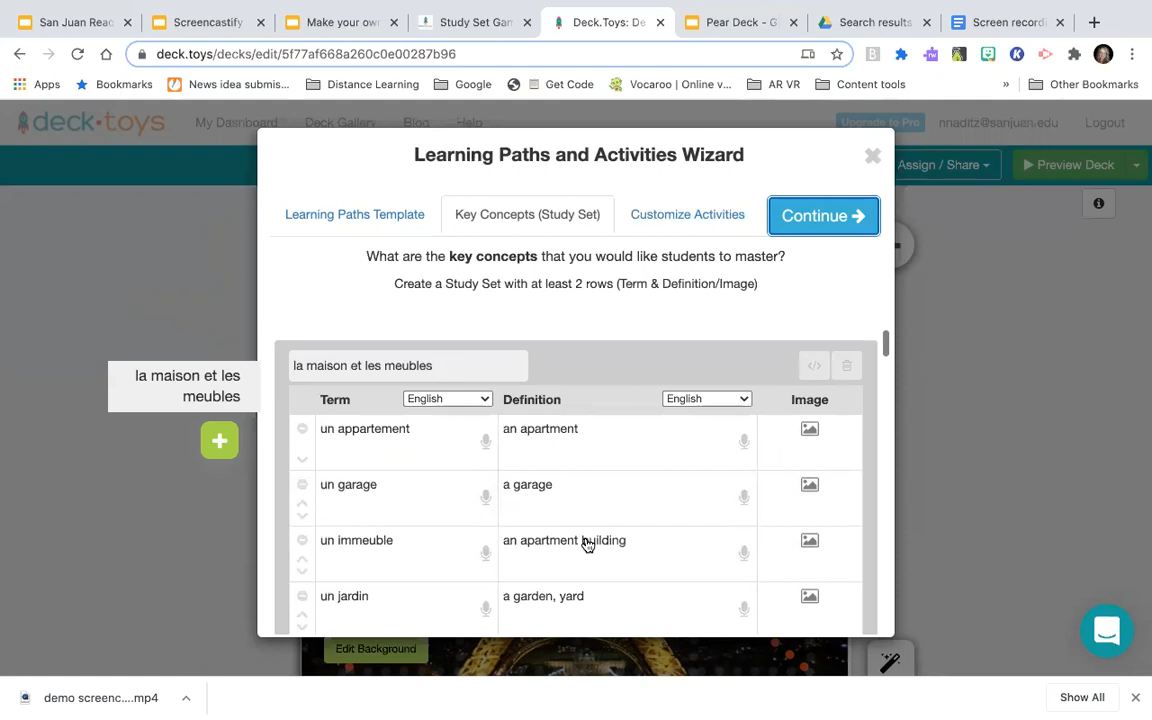 San Juan Reac
Screencastify
Make your own
Study Set Gam
Deck.Toys: De
Pear Deck - G
Search results
Screen recordi
deck.toys/decks/edit/5f77af668a260c0e00287b96
Apps
Bookmarks
News idea submis...
Distance Learning
Google
Get Code
Vocaroo | Online v...
AR VR
Content tools
»
Other Bookmarks
deck•toys
My Dashboard
Deck Gallery
Blog
Help
Upgrade to Pro
nnaditz@sanjuan.edu
Logout
Assign / Share
Preview Deck
Learning Paths and Activities Wizard
Learning Paths Template
Key Concepts (Study Set)
Customize Activities
Continue
What are the key concepts that you would like students to master?
Create a Study Set with at least 2 rows (Term & Definition/Image)
la maison et les meubles
la maison et les
meubles
Term
English
Definition
English
Image
un appartement
an apartment
un garage
a garage
un immeuble
an apartment building
un jardin
a garden, yard
Edit Background
demo screenc....mp4
Show All